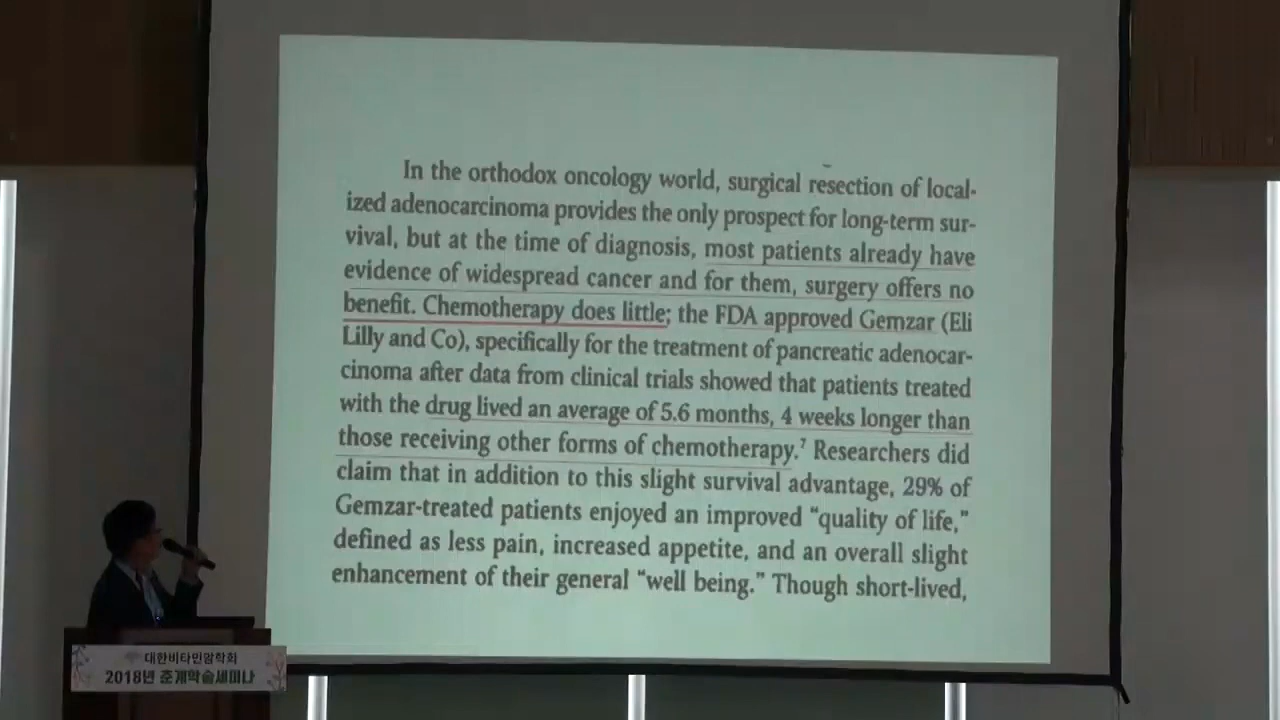 In the orthodox oncology world, surgical resection of local-
ized adenocarcinoma provides the only prospect for long-term sur-
vival, but at the time of diagnosis, most patients already have
evidence of widespread cancer and for them, surgery offers no
benefit. Chemotherapy does little; the FDA approved Gemzar (Eli
Lilly and Co), specifically for the treatment of pancreatic adenocar-
cinoma after data from clinical trials showed that patients treated
with the drug lived an average of 5.6 months, 4 weeks longer than
those receiving other forms of chemotherapy.⁷ Researchers did
claim that in addition to this slight survival advantage, 29% of
Gemzar-treated patients enjoyed an improved "quality of life,"
defined as less pain, increased appetite, and an overall slight
enhancement of their general "well being." Though short-lived,
대한비타민암학회
2018년 춘계학술세미나